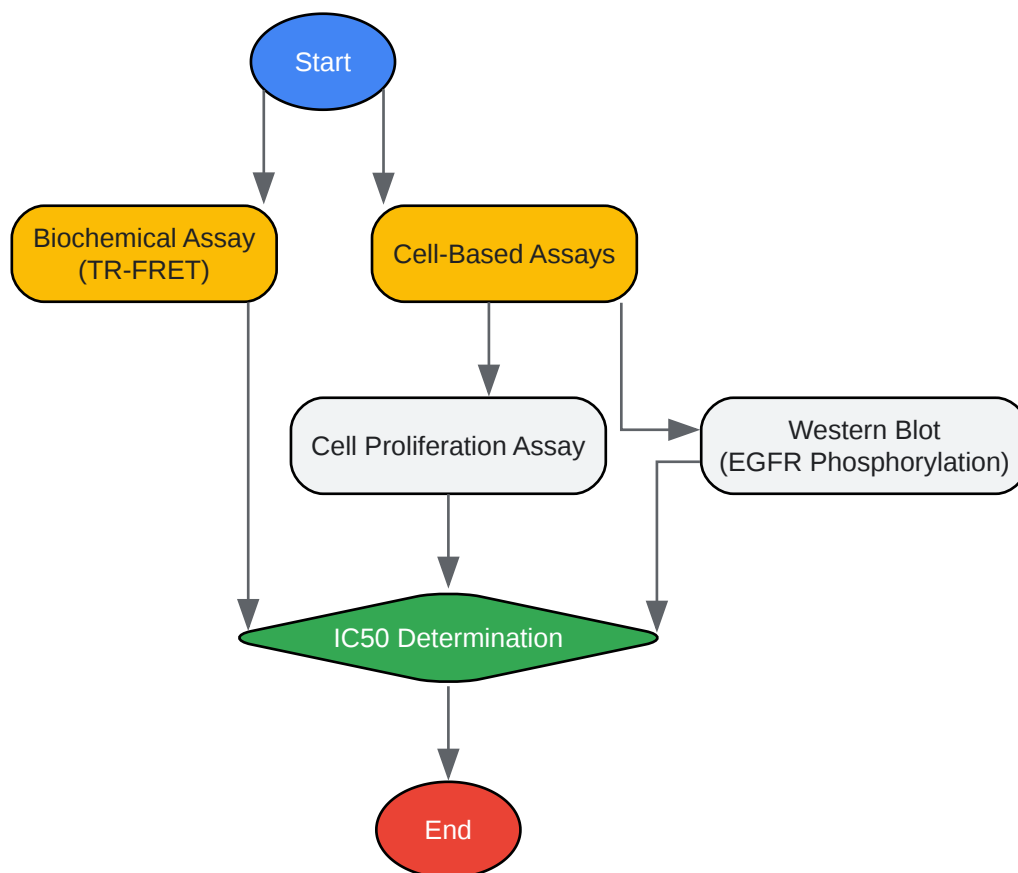 Start
Biochemical Assay
(TR-FRET)
Cell-Based Assays
Cell Proliferation Assay
Western Blot
(EGFR Phosphorylation)
IC50 Determination
End